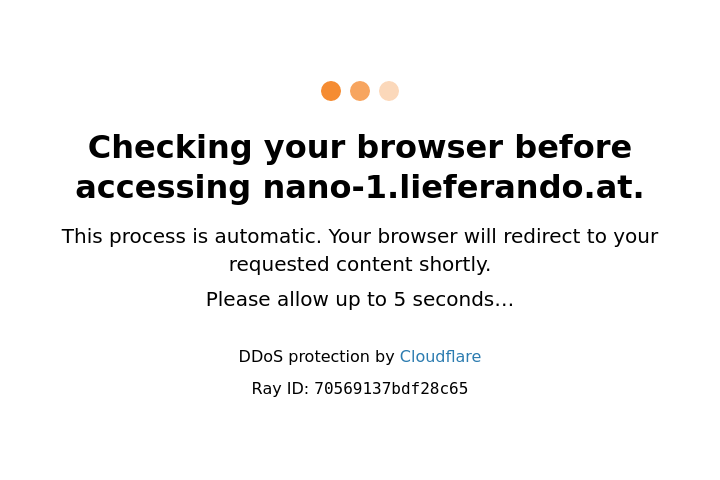 Checking your browser before
accessing nano-1.lieferando.at.
This process is automatic. Your browser will redirect to your
requested content shortly.
Please allow up to 5 seconds…
DDoS protection by Cloudflare
Ray ID: 70569137bdf28c65